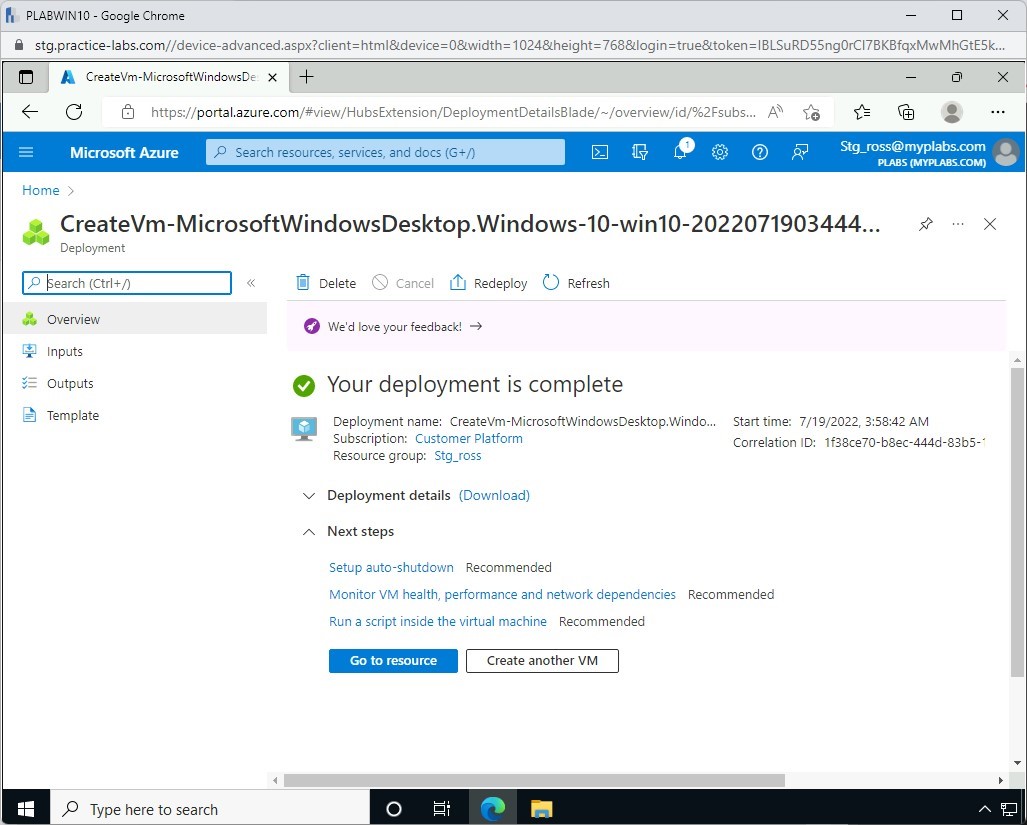 PLABWIN10 - Google Chrome
stg.practice-labs.com//device-advanced.aspx?client=html&device=0&width=1024&height=768&login=true&token=IBLSuRD55ng0rCI7BKBfqxMwMhGtE5k...
CreateVm-MicrosoftWindowsDe
https://portal.azure.com/#view/HubsExtension/DeploymentDetailsBlade/~/overview/id/%2Fsubs...
Microsoft Azure
Search resources, services, and docs (G+/)
1
Stg_ross@myplabs.com
PLABS (MYPLABS.COM)
Home
CreateVm-MicrosoftWindowsDesktop.Windows-10-win10-2022071903444...
Deployment
Search (Ctrl+/)
Delete Cancel Redeploy Refresh
Overview
Inputs
Outputs
Template
We'd love your feedback!
Your deployment is complete
Deployment name: CreateVm-MicrosoftWindowsDesktop.Windo... Start time: 7/19/2022, 3:58:42 AM
Subscription: Customer Platform Correlation ID: 1f38ce70-b8ec-444d-83b5-1
Resource group: Stg_ross
Deployment details (Download)
Next steps
Setup auto-shutdown Recommended
Monitor VM health, performance and network dependencies Recommended
Run a script inside the virtual machine Recommended
Go to resource Create another VM
Type here to search